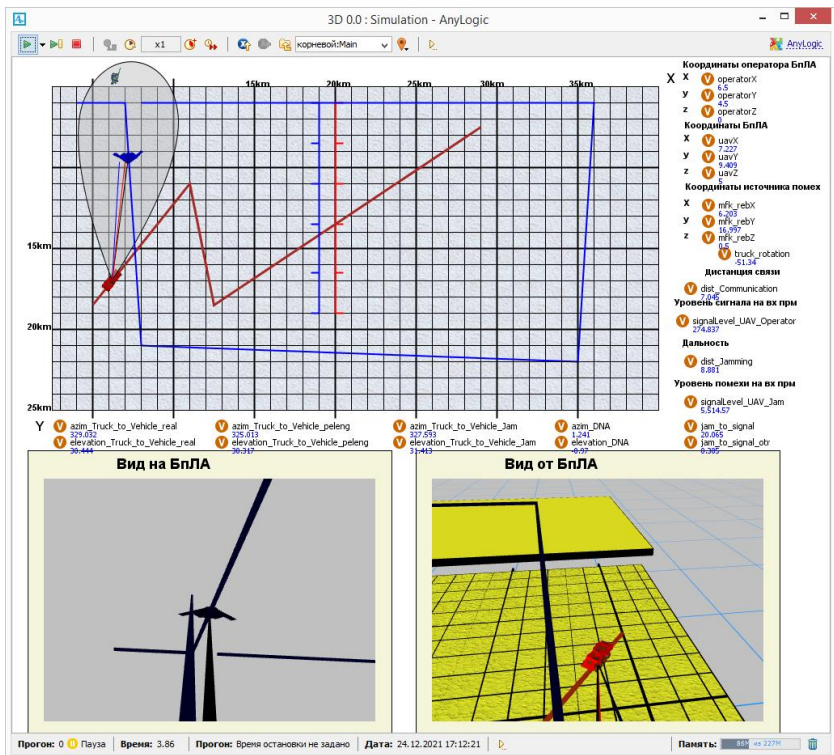 3D 0.0 : Simulation - AnyLogic
x1
корневой:Main
AnyLogic
15km 20km 25km 30km 35km
X
15km
20km
25km
Y
Координаты оператора БпЛА
X operatorX
6.5
y operatorY
4.5
z operatorZ
0
Координаты БпЛА
X uavX
7.227
y uavY
9.409
z uavZ
5
Координаты источника помех
X mfk_rebX
6.203
y mfk_rebY
16.997
z mfk_rebZ
0.5
truck_rotation
-51.34
Дистанция связи
dist_Communication
7.045
Уровень сигнала на вх прм
signalLevel_UAV_Operator
274.837
Дальность
dist_Jamming
8.881
Уровень помехи на вх прм
signalLevel_UAV_Jam
5,514.57
jam_to_signal
20.065
jam_to_signal_otr
0.385
azim_Truck_to_Vehicle_real
329.032
elevation_Truck_to_Vehicle_real
30.444
azim_Truck_to_Vehicle_peleng
325.013
elevation_Truck_to_Vehicle_peleng
30.317
azim_Truck_to_Vehicle_Jam
327.593
elevation_Truck_to_Vehicle_Jam
31.413
azim_DNA
1.241
elevation_DNA
-0.97
Вид на БпЛА
Вид от БпЛА
Прогон: 0 Пауза Время: 3.86 Прогон: Время остановки не задано Дата: 24.12.2021 17:12:21 Память: 86M из 227M